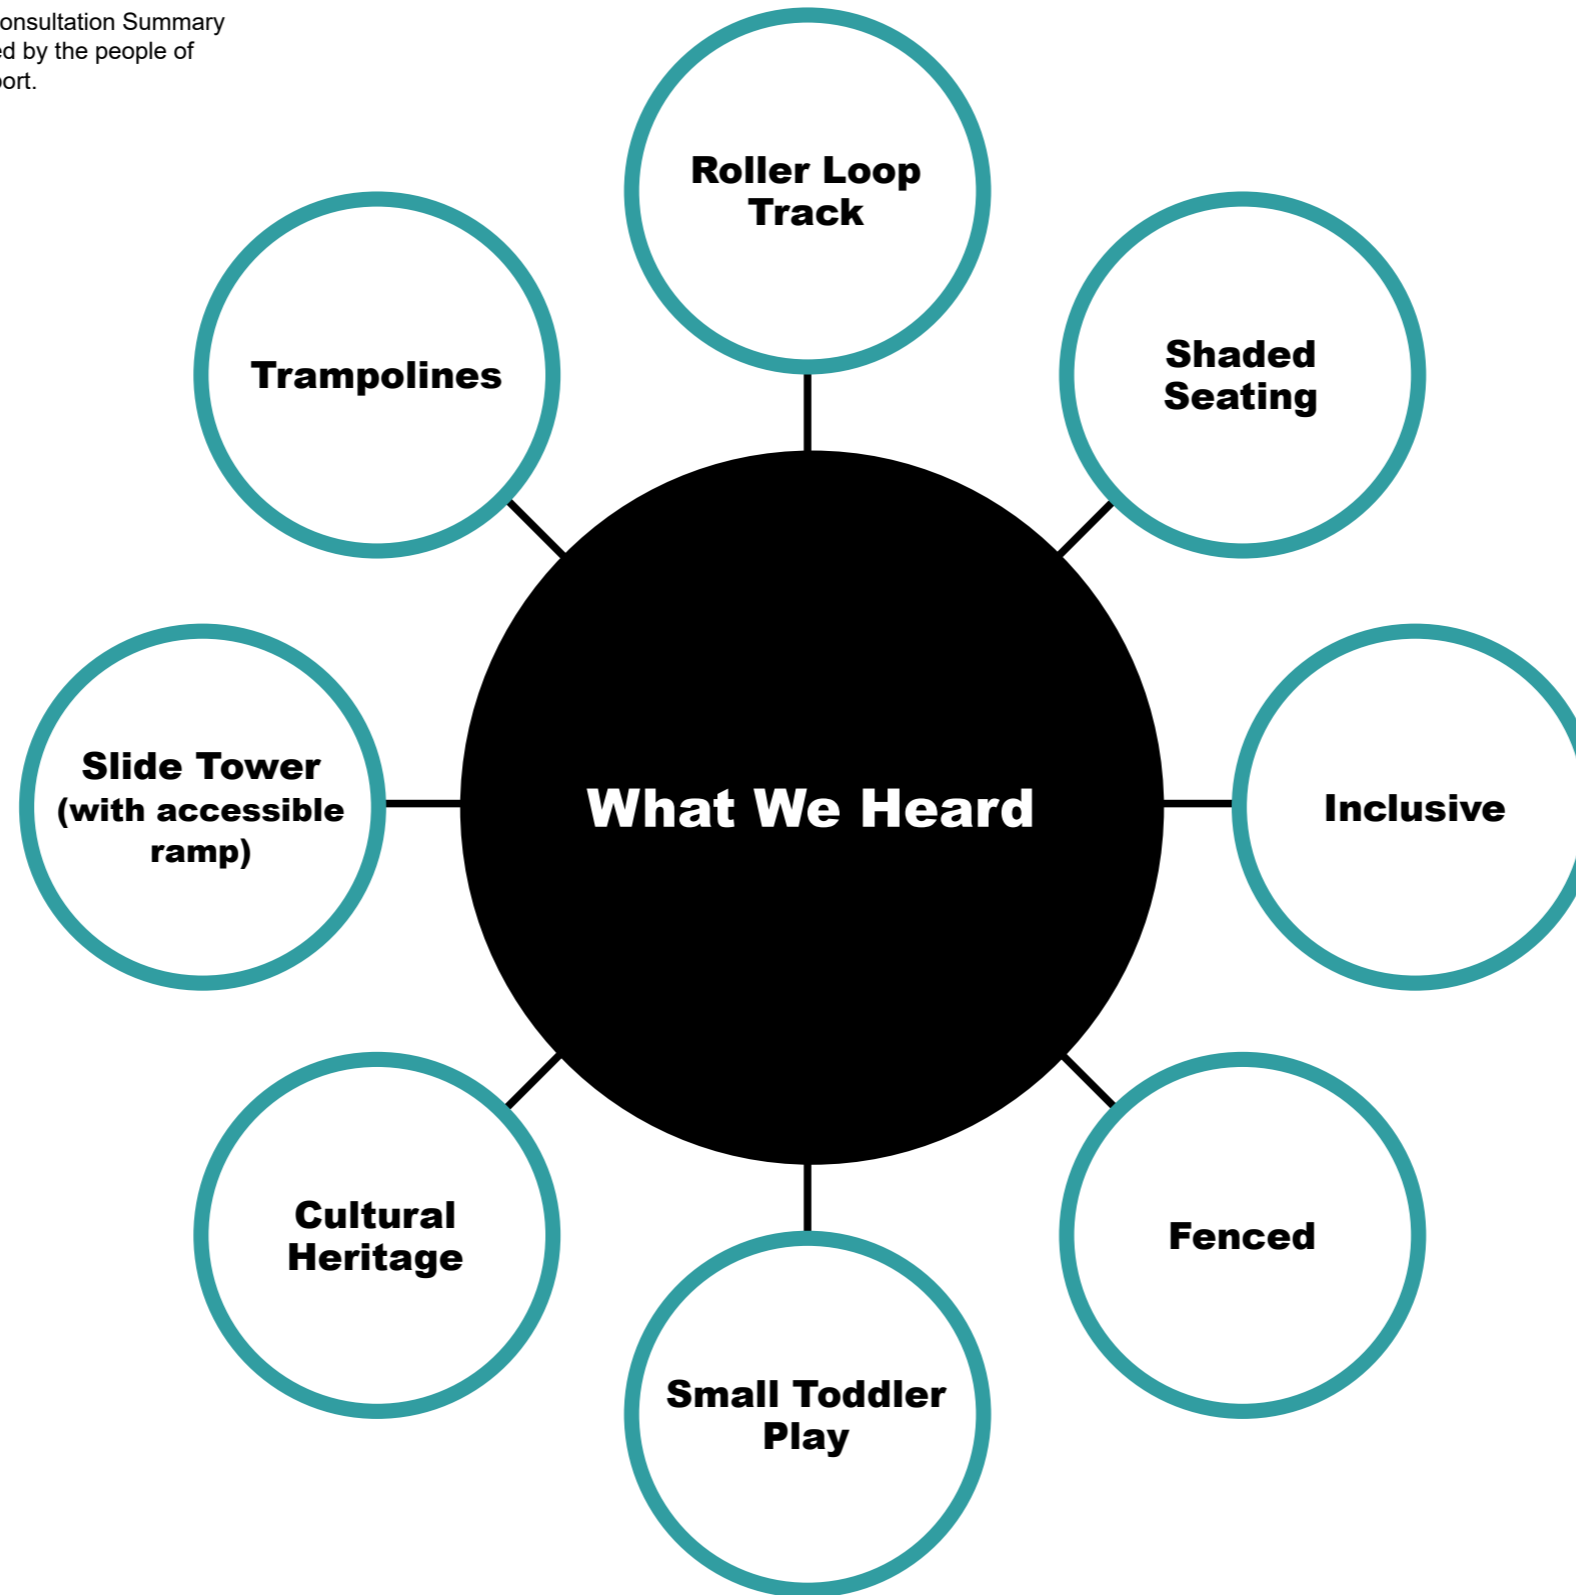 onsultation Summary
ed by the people of
port.
Roller Loop
Track
Trampolines
Shaded
Seating
Slide Tower
(with accessible
ramp)
What We Heard
Inclusive
Cultural
Heritage
Fenced
Small Toddler
Play